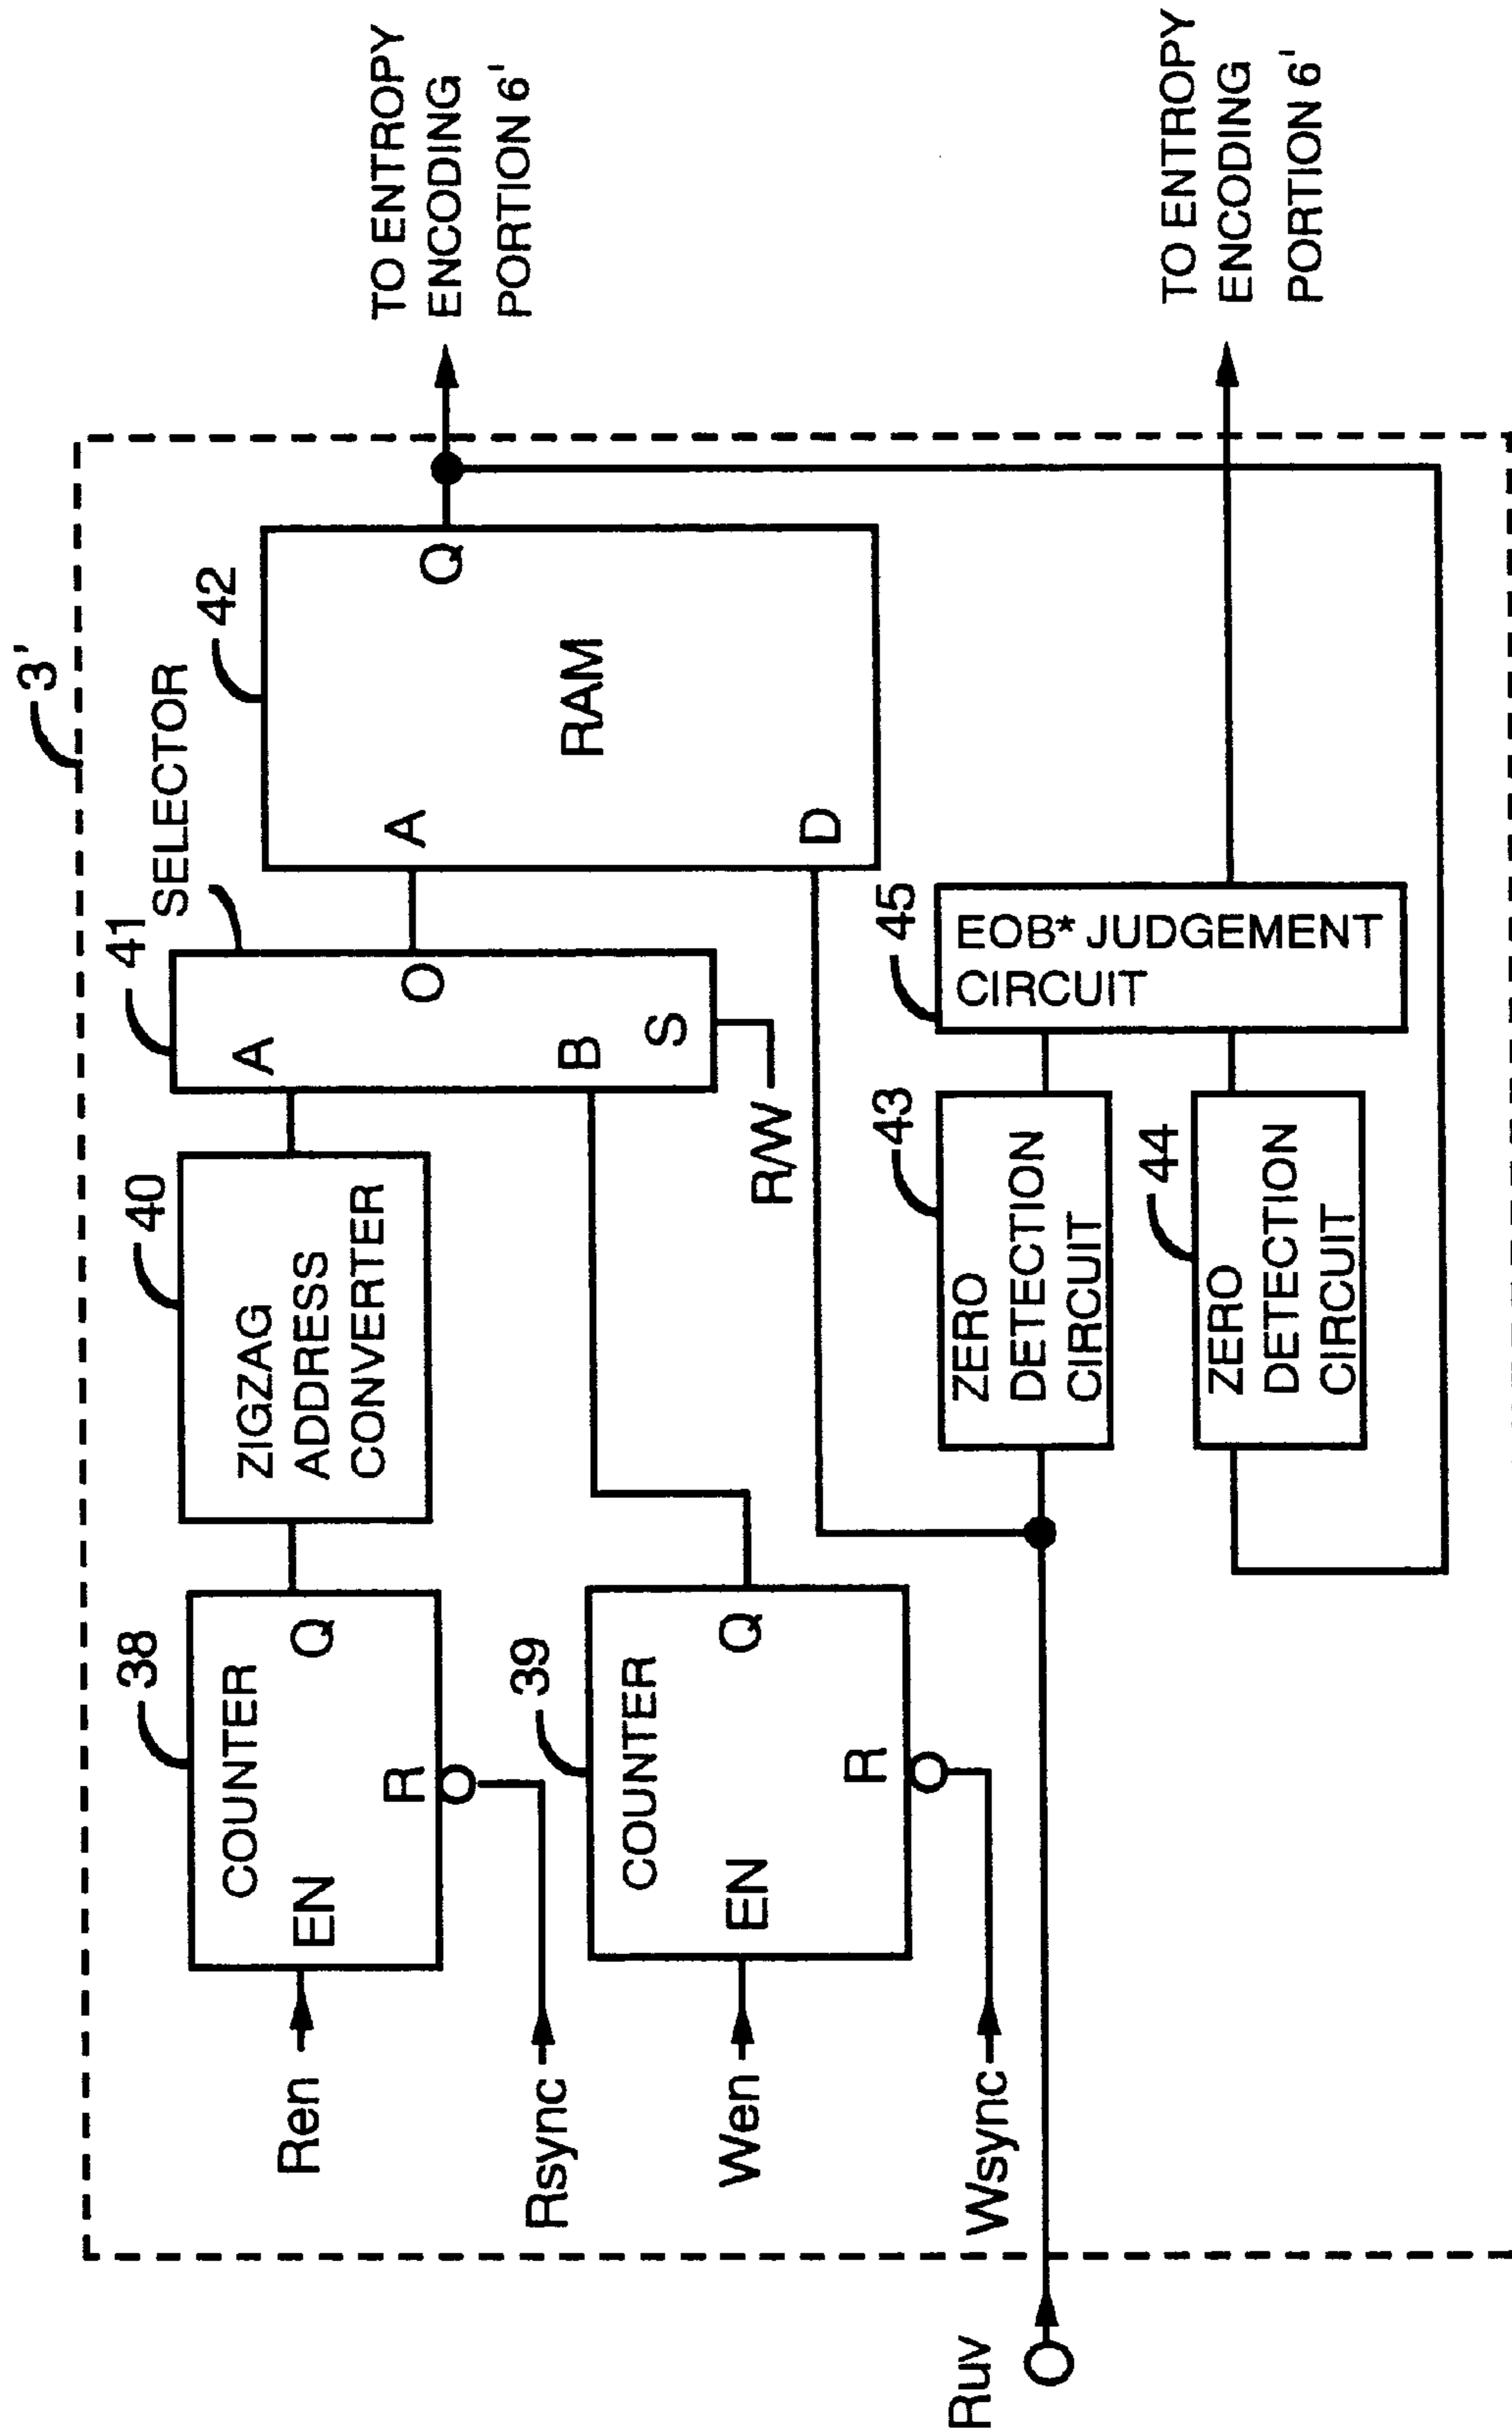 3'
38
COUNTER
EN
Q
R
Ren
Rsync
40
ZIGZAG
ADDRESS
CONVERTER
41
SELECTOR
A
O
B
S
R/W
42
A
Q
RAM
D
TO ENTROPY
ENCODING
PORTION 6'
39
COUNTER
EN
Q
R
Wen
Wsync
Ruv
43
ZERO
DETECTION
CIRCUIT
44
ZERO
DETECTION
CIRCUIT
45
EOB* JUDGEMENT
CIRCUIT
TO ENTROPY
ENCODING
PORTION 6'